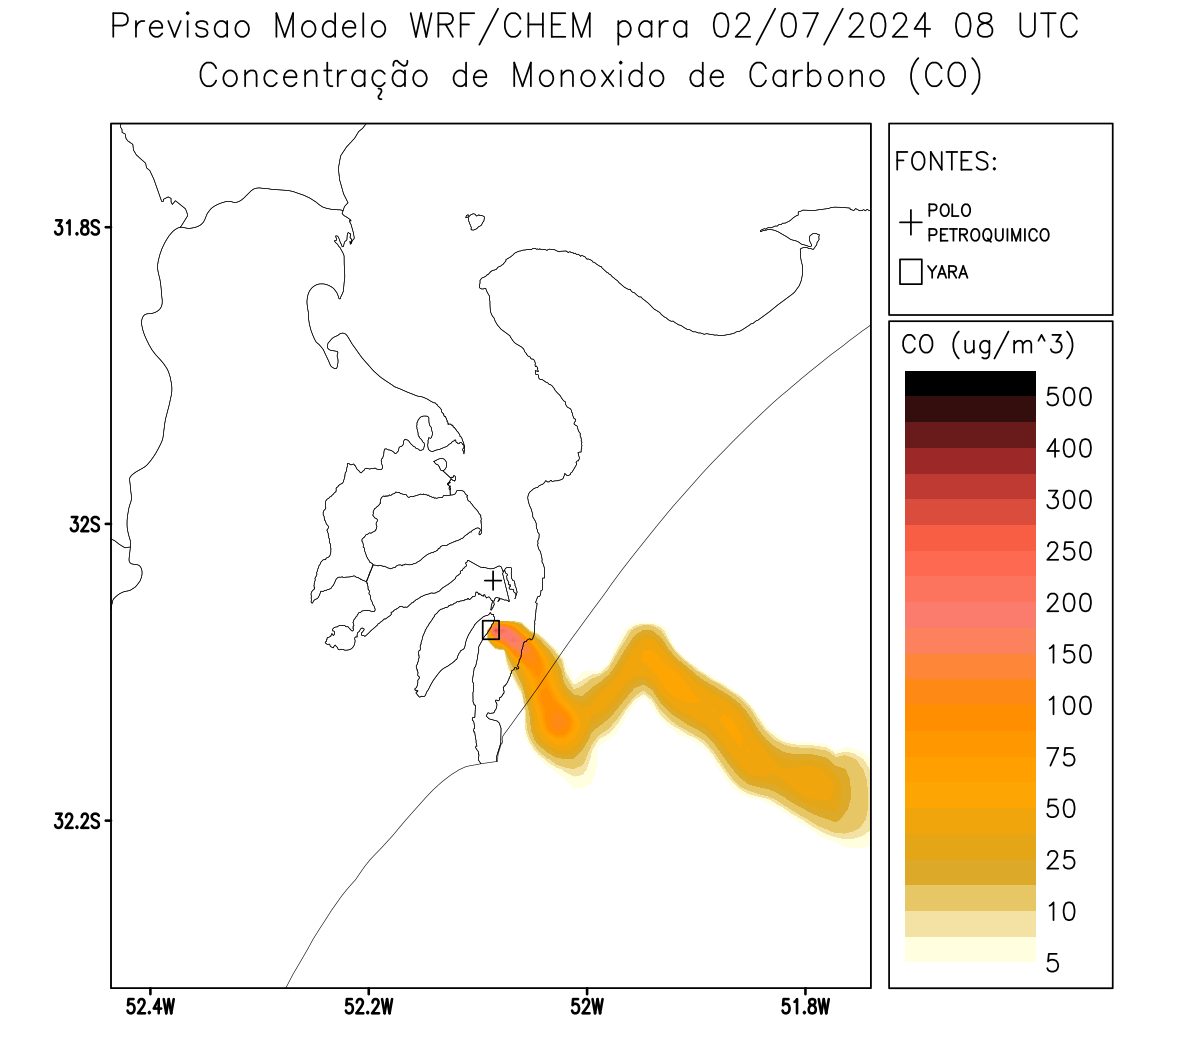 Previsao Modelo WRF/CHEM para 02/07/2024 08 UTC
Concentração de Monoxido de Carbono (CO)
FONTES:
POLO
PETROQUIMICO
YARA
CO (ug/m^3)
500
400
300
250
200
150
100
75
50
25
10
5
31.8S
32S
32.2S
52.4W
52.2W
52W
51.8W